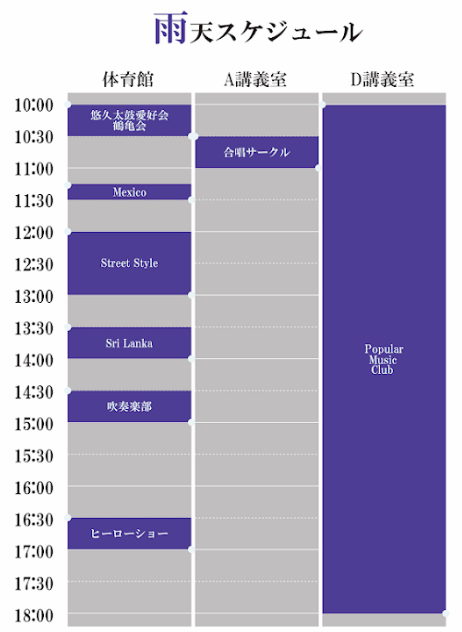 雨天スケジュール
体育館
A講義室
D講義室
10:00
10:30
11:00
11:30
12:00
12:30
13:00
13:30
14:00
14:30
15:00
15:30
16:00
16:30
17:00
17:30
18:00
悠久太鼓愛好会
鶴亀会
Mexico
Street Style
Sri Lanka
吹奏楽部
ヒーローショー
合唱サークル
Popular
Music
Club